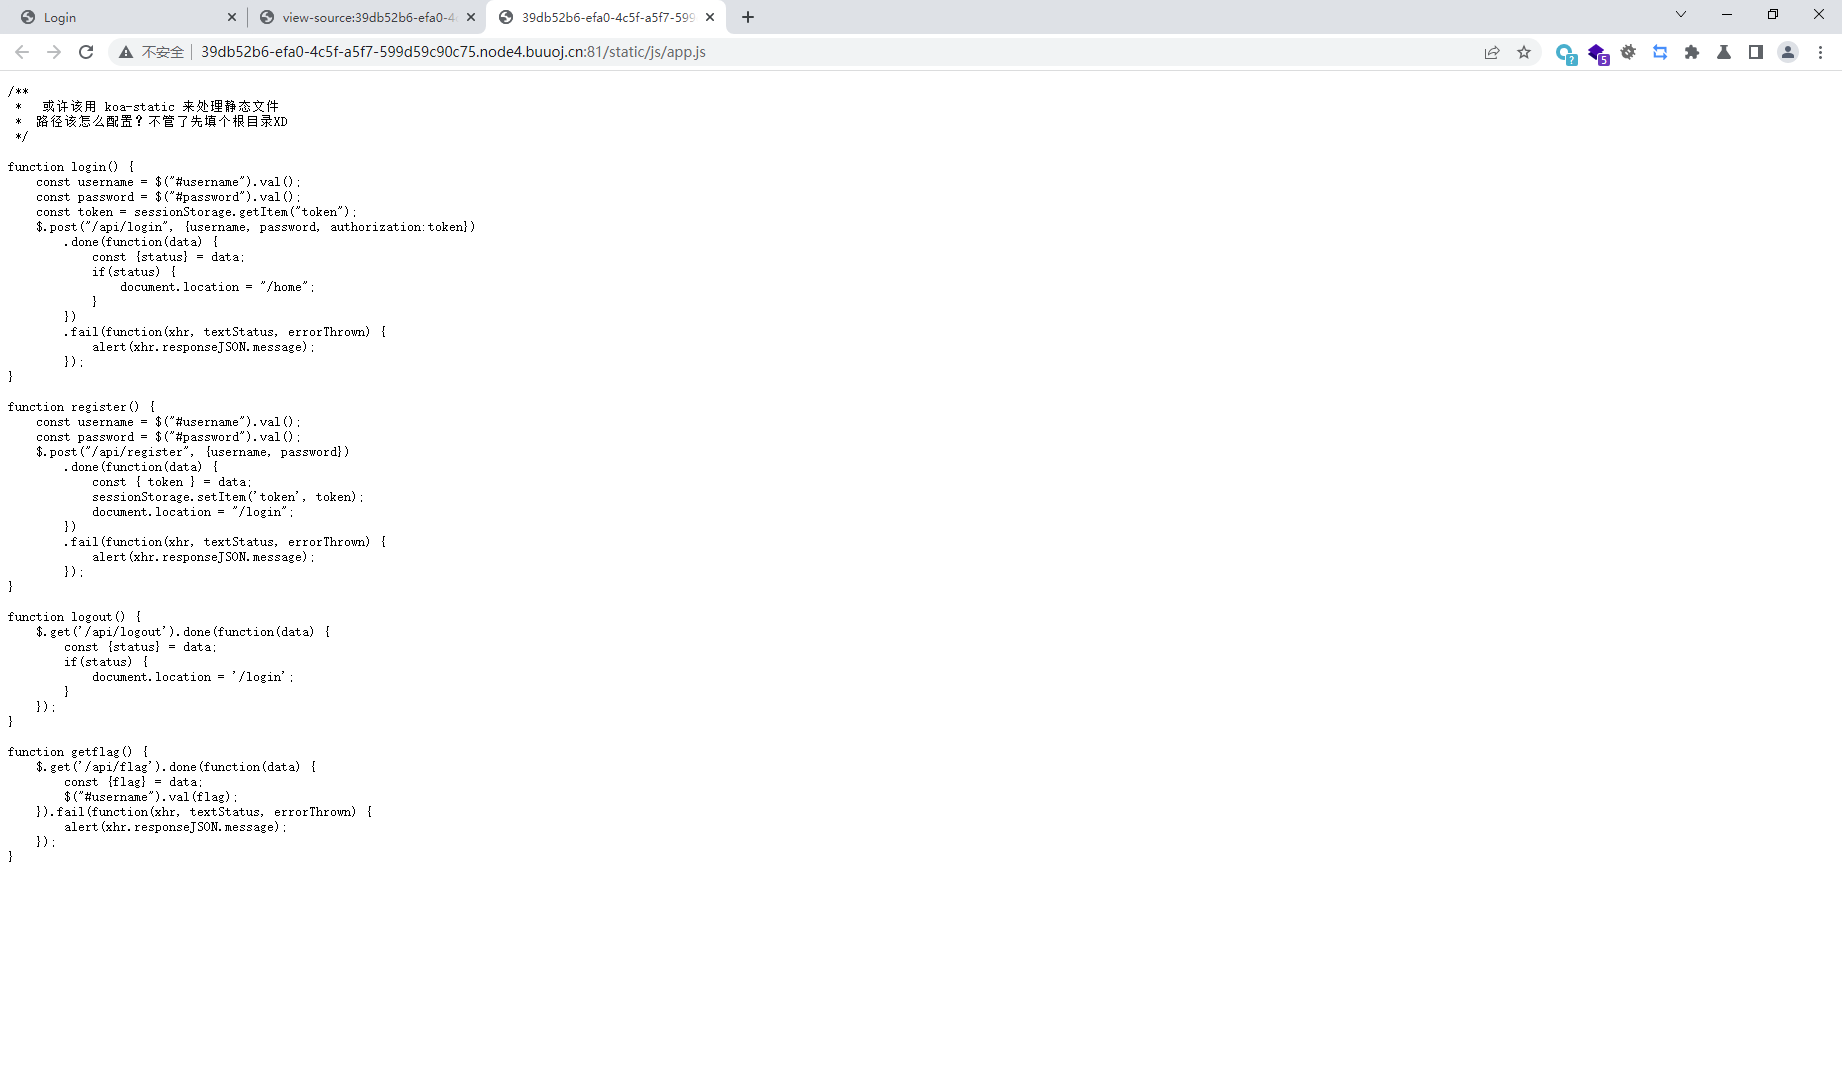 Login
view-source:39db52b6-efa0-4
39db52b6-efa0-4c5f-a5f7-599
不安全
39db52b6-efa0-4c5f-a5f7-599d59c90c75.node4.buuoj.cn:81/static/js/app.js
?
5
/**
 *  或许该用 koa-static 来处理静态文件
 *  路径该怎么配置？不管了先填个根目录XD
 */
function login() {
    const username = $("#username").val();
    const password = $("#password").val();
    const token = sessionStorage.getItem("token");
    $.post("/api/login", {username, password, authorization:token})
        .done(function(data) {
            const {status} = data;
            if(status) {
                document.location = "/home";
            }
        })
        .fail(function(xhr, textStatus, errorThrown) {
            alert(xhr.responseJSON.message);
        });
}
function register() {
    const username = $("#username").val();
    const password = $("#password").val();
    $.post("/api/register", {username, password})
        .done(function(data) {
            const { token } = data;
            sessionStorage.setItem('token', token);
            document.location = "/login";
        })
        .fail(function(xhr, textStatus, errorThrown) {
            alert(xhr.responseJSON.message);
        });
}
function logout() {
    $.get('/api/logout').done(function(data) {
        const {status} = data;
        if(status) {
            document.location = '/login';
        }
    });
}
function getflag() {
    $.get('/api/flag').done(function(data) {
        const {flag} = data;
        $("#username").val(flag);
    }).fail(function(xhr, textStatus, errorThrown) {
        alert(xhr.responseJSON.message);
    });
}